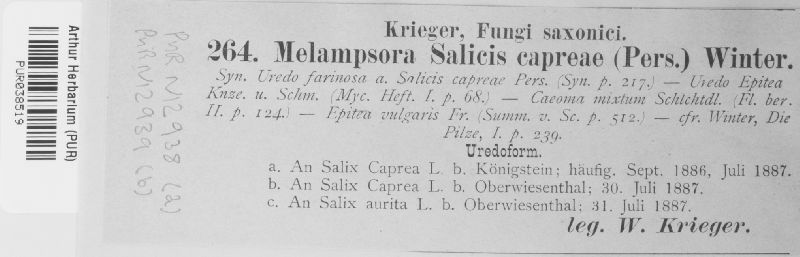 Arthur Herbarium (PUR)
PUR038519
PUR N12938 (a)
PUR N12939 (b)
Krieger, Fungi saxonici.
264. Melampsora Salicis capreae (Pers.) Winter.
Syn. Uredo farinosa a. Salicis capreae Pers. (Syn. p. 217.) — Uredo Epitea
Knze. u. Schm. (Myc. Heft. I. p. 68.) — Caeoma mixtum Schlchtdl. (Fl. ber.
II. p. 124.) — Epitea vulgaris Fr. (Summ. v. Sc. p. 512.) — cfr. Winter, Die
Pilze, I. p. 239.
Uredoform.
a. An Salix Caprea L. b. Königstein; häufig. Sept. 1886, Juli 1887.
b. An Salix Caprea L. b. Oberwiesenthal; 30. Juli 1887.
c. An Salix aurita L. b. Oberwiesenthal; 31. Juli 1887.
leg. W. Krieger.